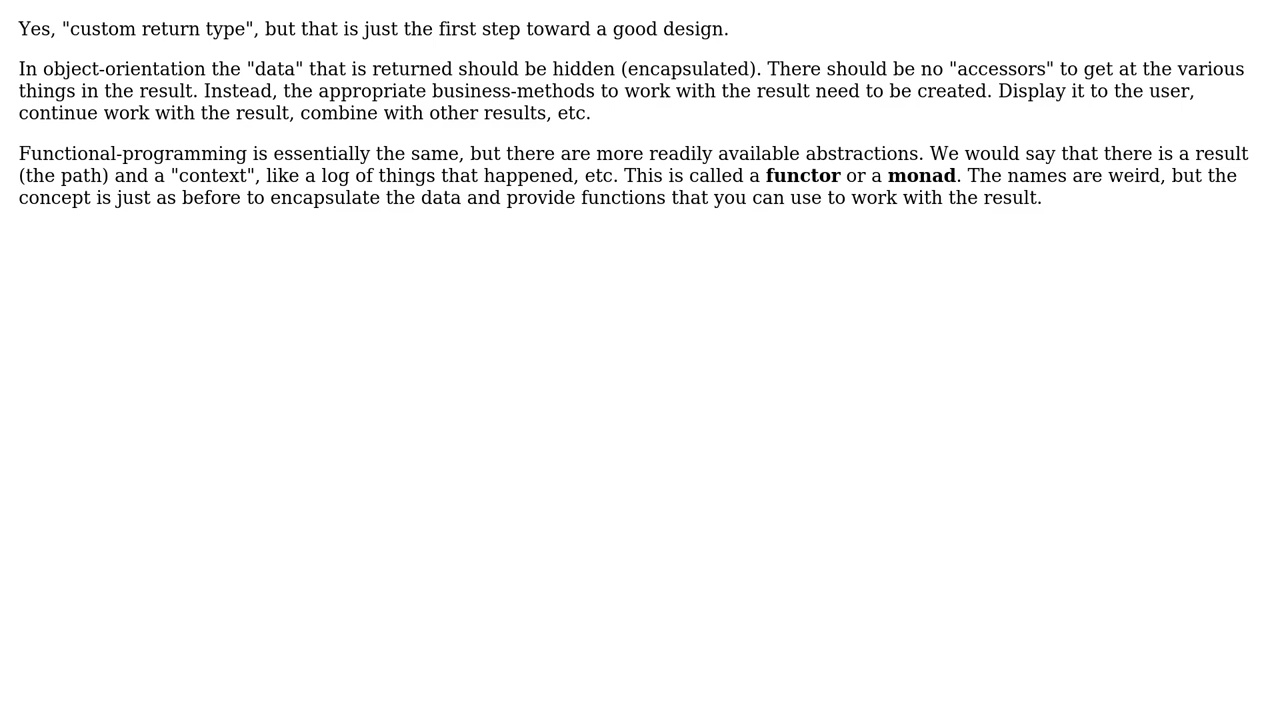 Yes, "custom return type", but that is just the first step toward a good design.
In object-orientation the "data" that is returned should be hidden (encapsulated). There should be no "accessors" to get at the various
things in the result. Instead, the appropriate business-methods to work with the result need to be created. Display it to the user,
continue work with the result, combine with other results, etc.
Functional-programming is essentially the same, but there are more readily available abstractions. We would say that there is a result
(the path) and a "context", like a log of things that happened, etc. This is called a functor or a monad. The names are weird, but the
concept is just as before to encapsulate the data and provide functions that you can use to work with the result.